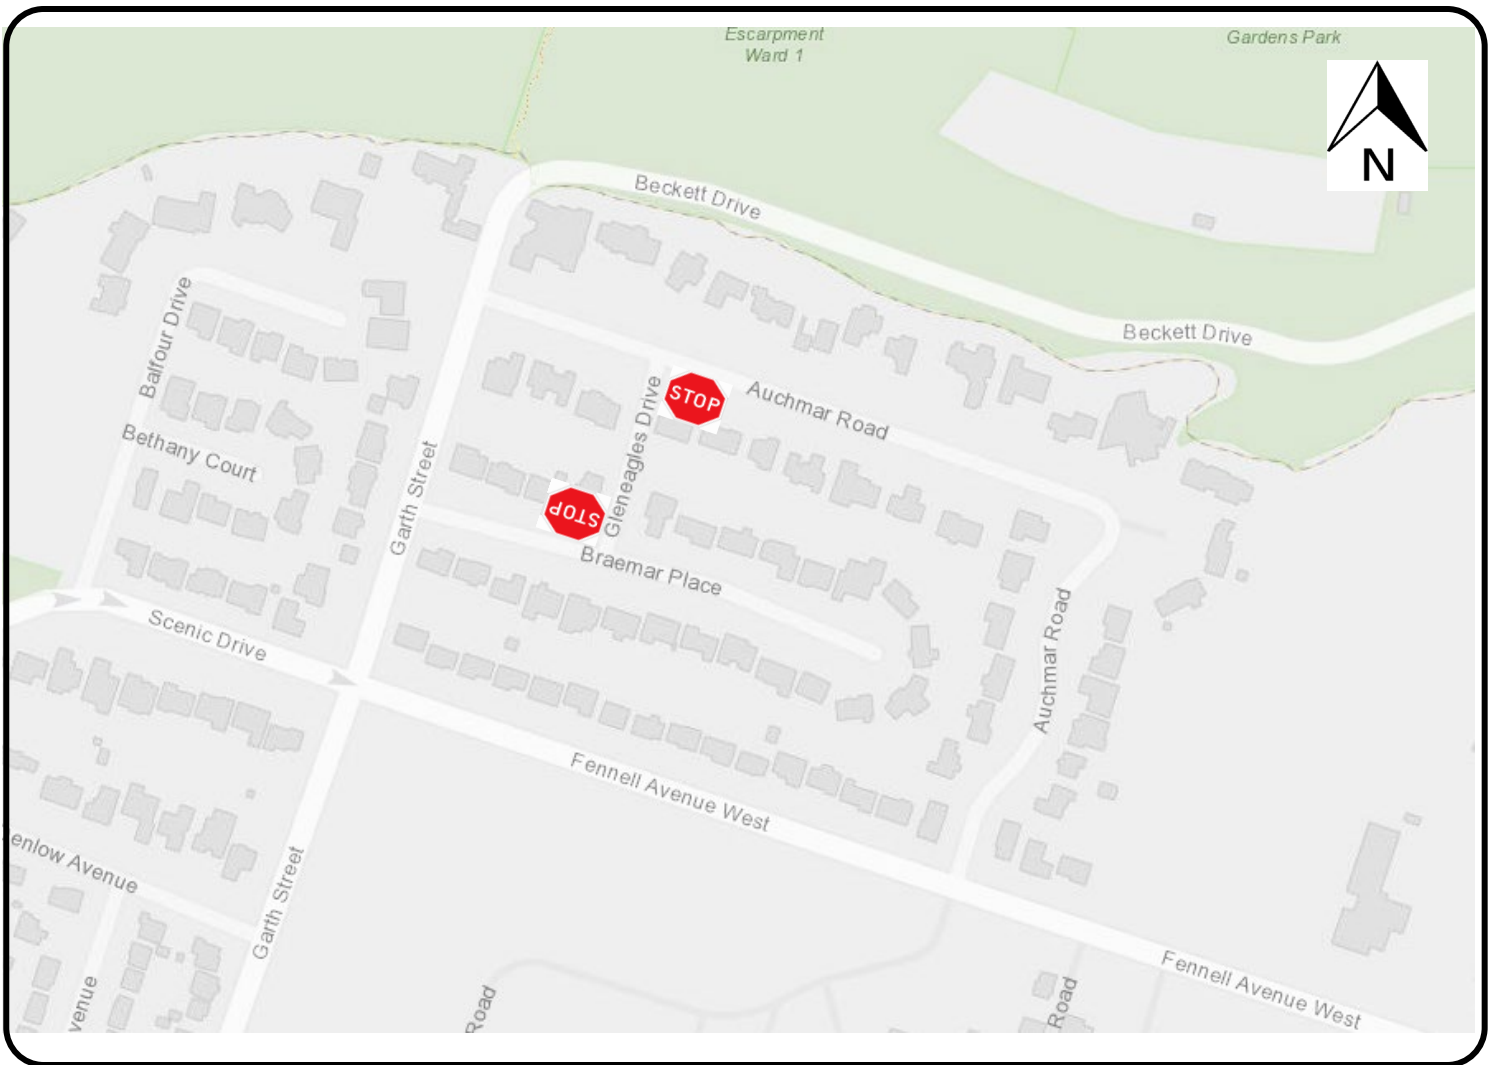 Escarpment
Ward 1
Gardens Park
N
Beckett Drive
Beckett Drive
Balfour Drive
Bethany Court
Garth Street
Gleneagles Drive
STOP
Auchmar Road
STOP
Braemar Place
Auchmar Road
Scenic Drive
Fennell Avenue West
enlow Avenue
Garth Street
venue
Road
Road
Fennell Avenue West